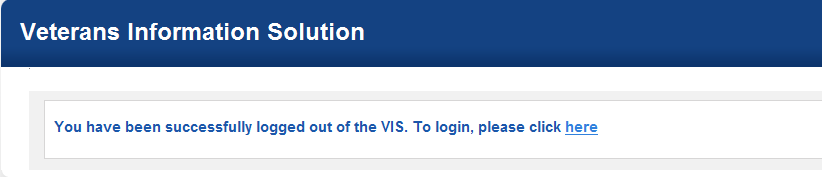 Veterans Information Solution
You have been successfully logged out of the VIS. To login, please click here